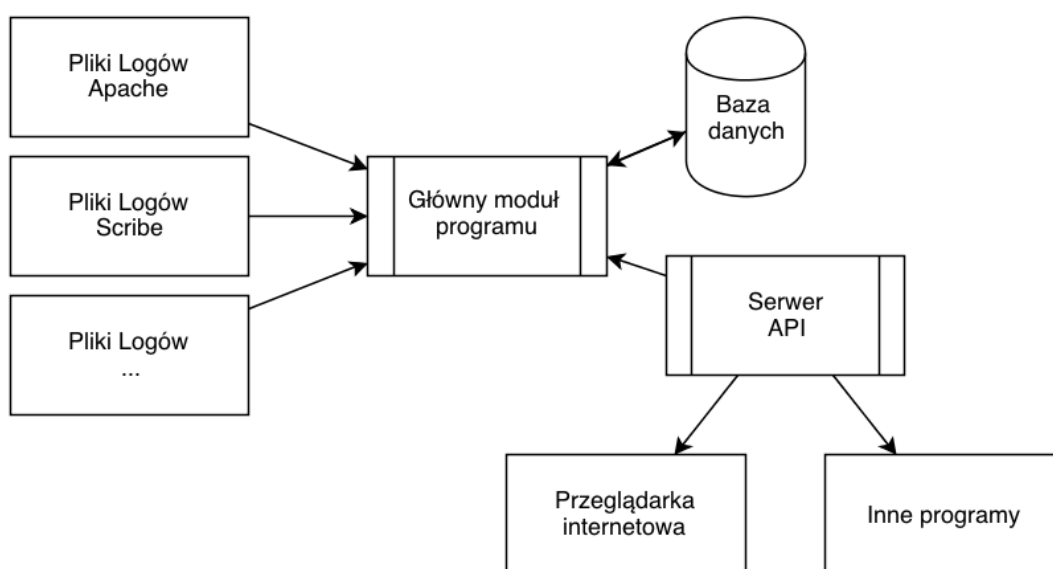 Pliki Logów
Apache
Pliki Logów
Scribe
Pliki Logów
...
Główny moduł
programu
Baza
danych
Serwer
API
Przeglądarka
internetowa
Inne programy